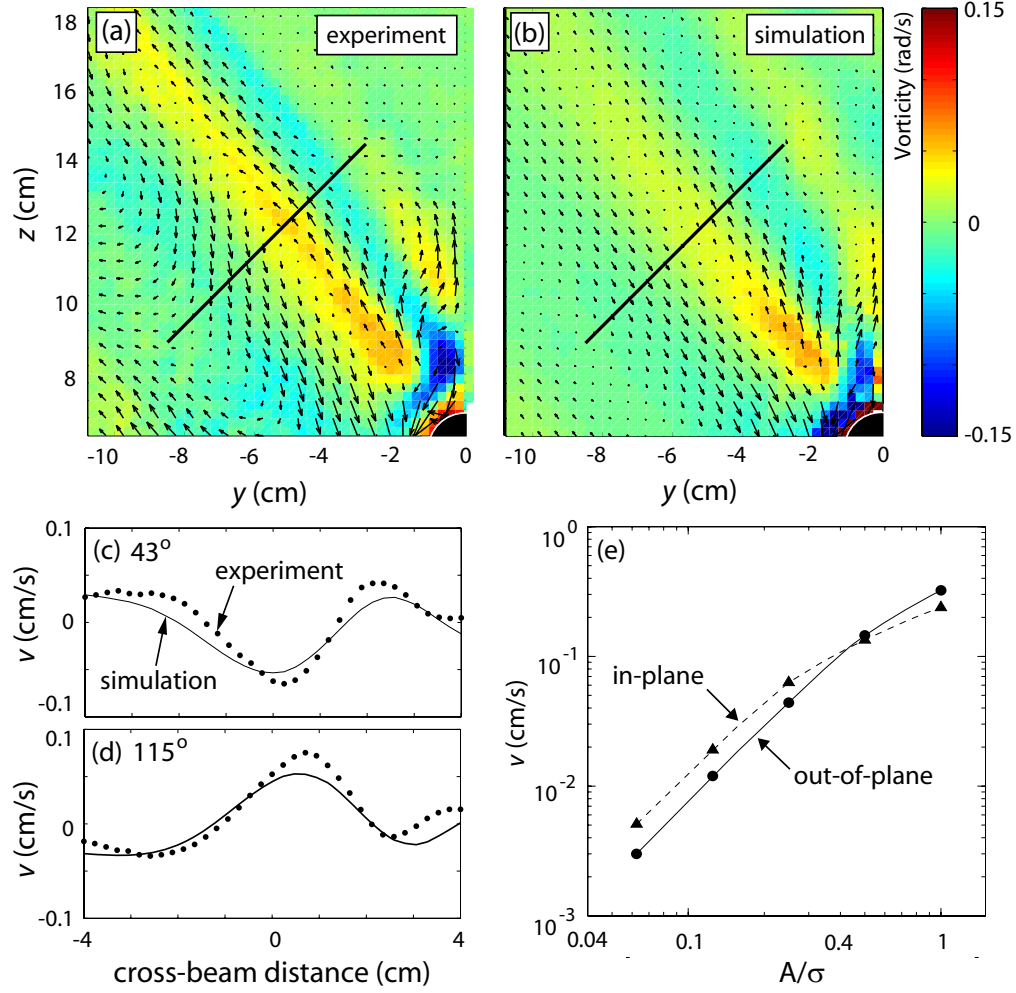 (a) experiment
(b) simulation
0.15
0
-0.15
Vorticity (rad/s)
18
16
14
12
10
8
z (cm)
-10 -8 -6 -4 -2 0
y (cm)
-10 -8 -6 -4 -2 0
y (cm)
(c) 43°
experiment
simulation
0.1
0
-0.1
v (cm/s)
(d) 115°
0.1
0
-0.1
v (cm/s)
-4 -2 0 2 4
cross-beam distance (cm)
(e)
in-plane
out-of-plane
10⁰
10⁻¹
10⁻²
10⁻³
v (cm/s)
0.04 0.1 0.4 1
A/σ